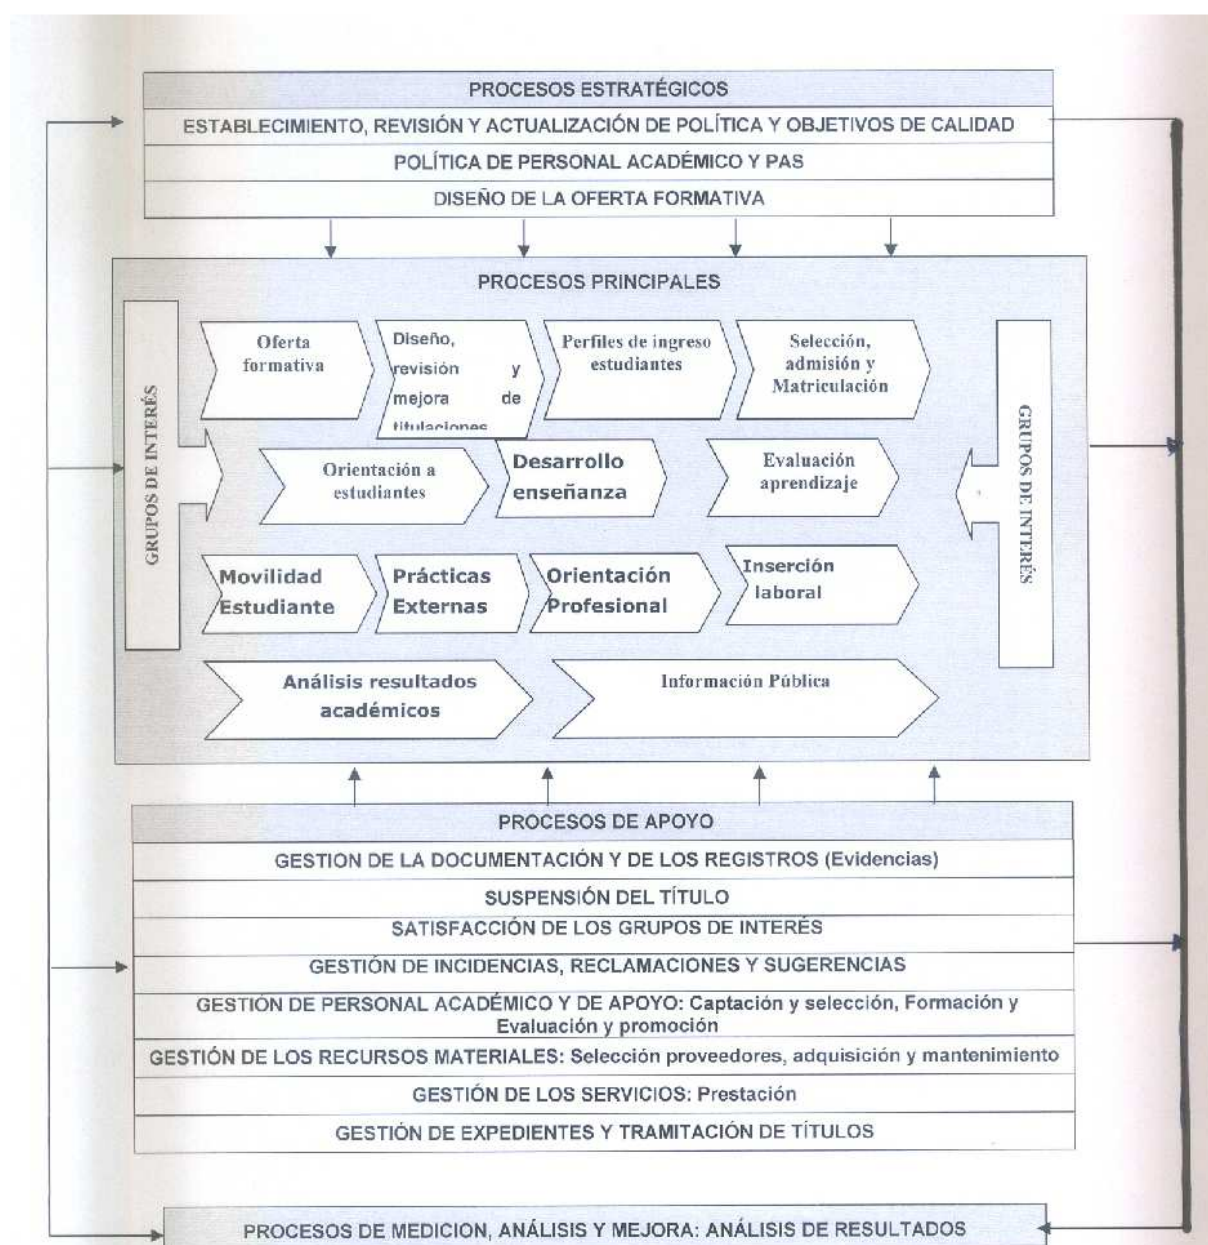 PROCESOS ESTRATÉGICOS
ESTABLECIMIENTO, REVISIÓN Y ACTUALIZACIÓN DE POLÍTICA Y OBJETIVOS DE CALIDAD
POLÍTICA DE PERSONAL ACADÉMICO Y PAS
DISEÑO DE LA OFERTA FORMATIVA
PROCESOS PRINCIPALES
GRUPOS DE INTERÉS
Oferta
formativa
Diseño,
revisión y
mejora de
titulaciones
Perfiles de ingreso
estudiantes
Selección,
admisión y
Matriculación
Orientación a
estudiantes
Desarrollo
enseñanza
Evaluación
aprendizaje
Movilidad
Estudiante
Prácticas
Externas
Orientación
Profesional
Inserción
laboral
Análisis resultados
académicos
Información Pública
GRUPOS DE INTERÉS
PROCESOS DE APOYO
GESTION DE LA DOCUMENTACIÓN Y DE LOS REGISTROS (Evidencias)
SUSPENSIÓN DEL TÍTULO
SATISFACCIÓN DE LOS GRUPOS DE INTERÉS
GESTIÓN DE INCIDENCIAS, RECLAMACIONES Y SUGERENCIAS
GESTIÓN DE PERSONAL ACADÉMICO Y DE APOYO: Captación y selección, Formación y
Evaluación y promoción
GESTIÓN DE LOS RECURSOS MATERIALES: Selección proveedores, adquisición y mantenimiento
GESTIÓN DE LOS SERVICIOS: Prestación
GESTIÓN DE EXPEDIENTES Y TRAMITACIÓN DE TÍTULOS
PROCESOS DE MEDICION, ANÁLISIS Y MEJORA: ANÁLISIS DE RESULTADOS